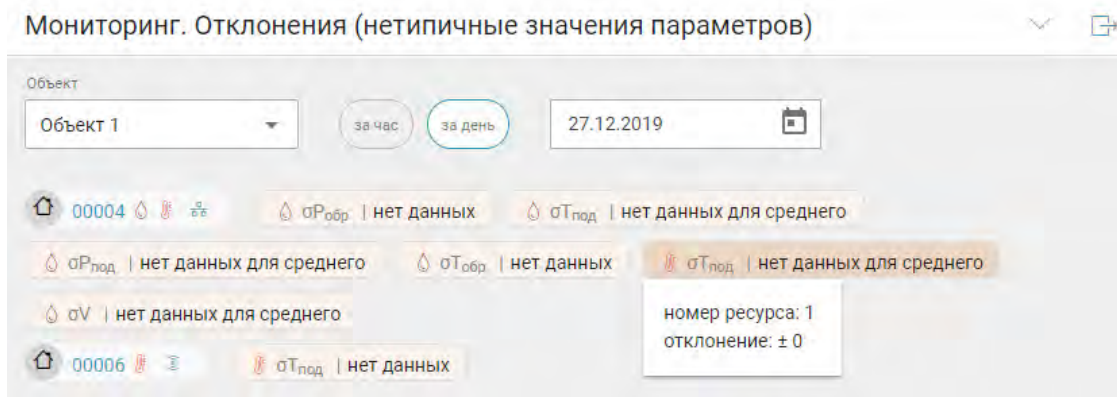 Мониторинг. Отклонения (нетипичные значения параметров)
Объект
Объект 1 за час за день 27.12.2019
00004 σPобр | нет данных σTпод | нет данных для среднего
σPпод | нет данных для среднего σTобр | нет данных σTпод | нет данных для среднего
σV | нет данных для среднего
номер ресурса: 1
отклонение: ± 0
00006 σTпод | нет данных